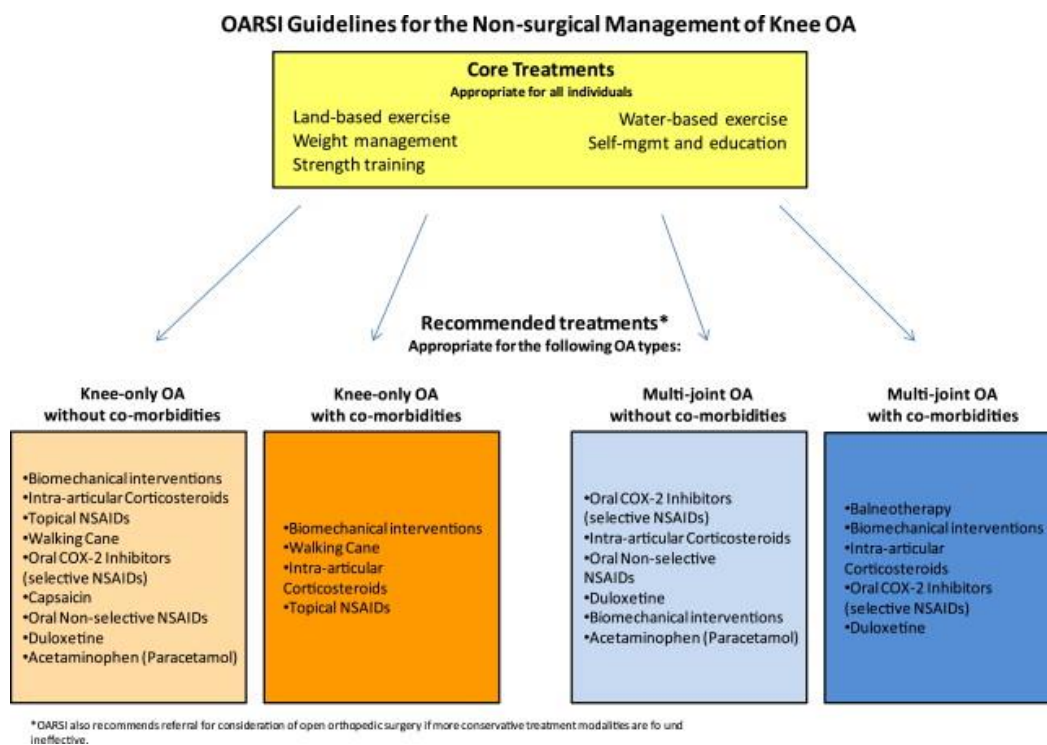 OARSI Guidelines for the Non-surgical Management of Knee OA
Core Treatments
Appropriate for all individuals
Land-based exercise
Weight management
Strength training
Water-based exercise
Self-mgmt and education
Recommended treatments*
Appropriate for the following OA types:
Knee-only OA
without co-morbidities
•Biomechanical interventions
•Intra-articular Corticosteroids
•Topical NSAIDs
•Walking Cane
•Oral COX-2 Inhibitors
(selective NSAIDs)
•Capsaicin
•Oral Non-selective NSAIDs
•Duloxetine
•Acetaminophen (Paracetamol)
Knee-only OA
with co-morbidities
•Biomechanical interventions
•Walking Cane
•Intra-articular
Corticosteroids
•Topical NSAIDs
Multi-joint OA
without co-morbidities
•Oral COX-2 Inhibitors
(selective NSAIDs)
•Intra-articular Corticosteroids
•Oral Non-selective
NSAIDs
•Duloxetine
•Biomechanical interventions
•Acetaminophen (Paracetamol)
Multi-joint OA
with co-morbidities
•Balneotherapy
•Biomechanical interventions
•Intra-articular
Corticosteroids
•Oral COX-2 Inhibitors
(selective NSAIDs)
•Duloxetine
*OARSI also recommends referral for consideration of open orthopedic surgery if more conservative treatment modalities are fo und
ineffective.